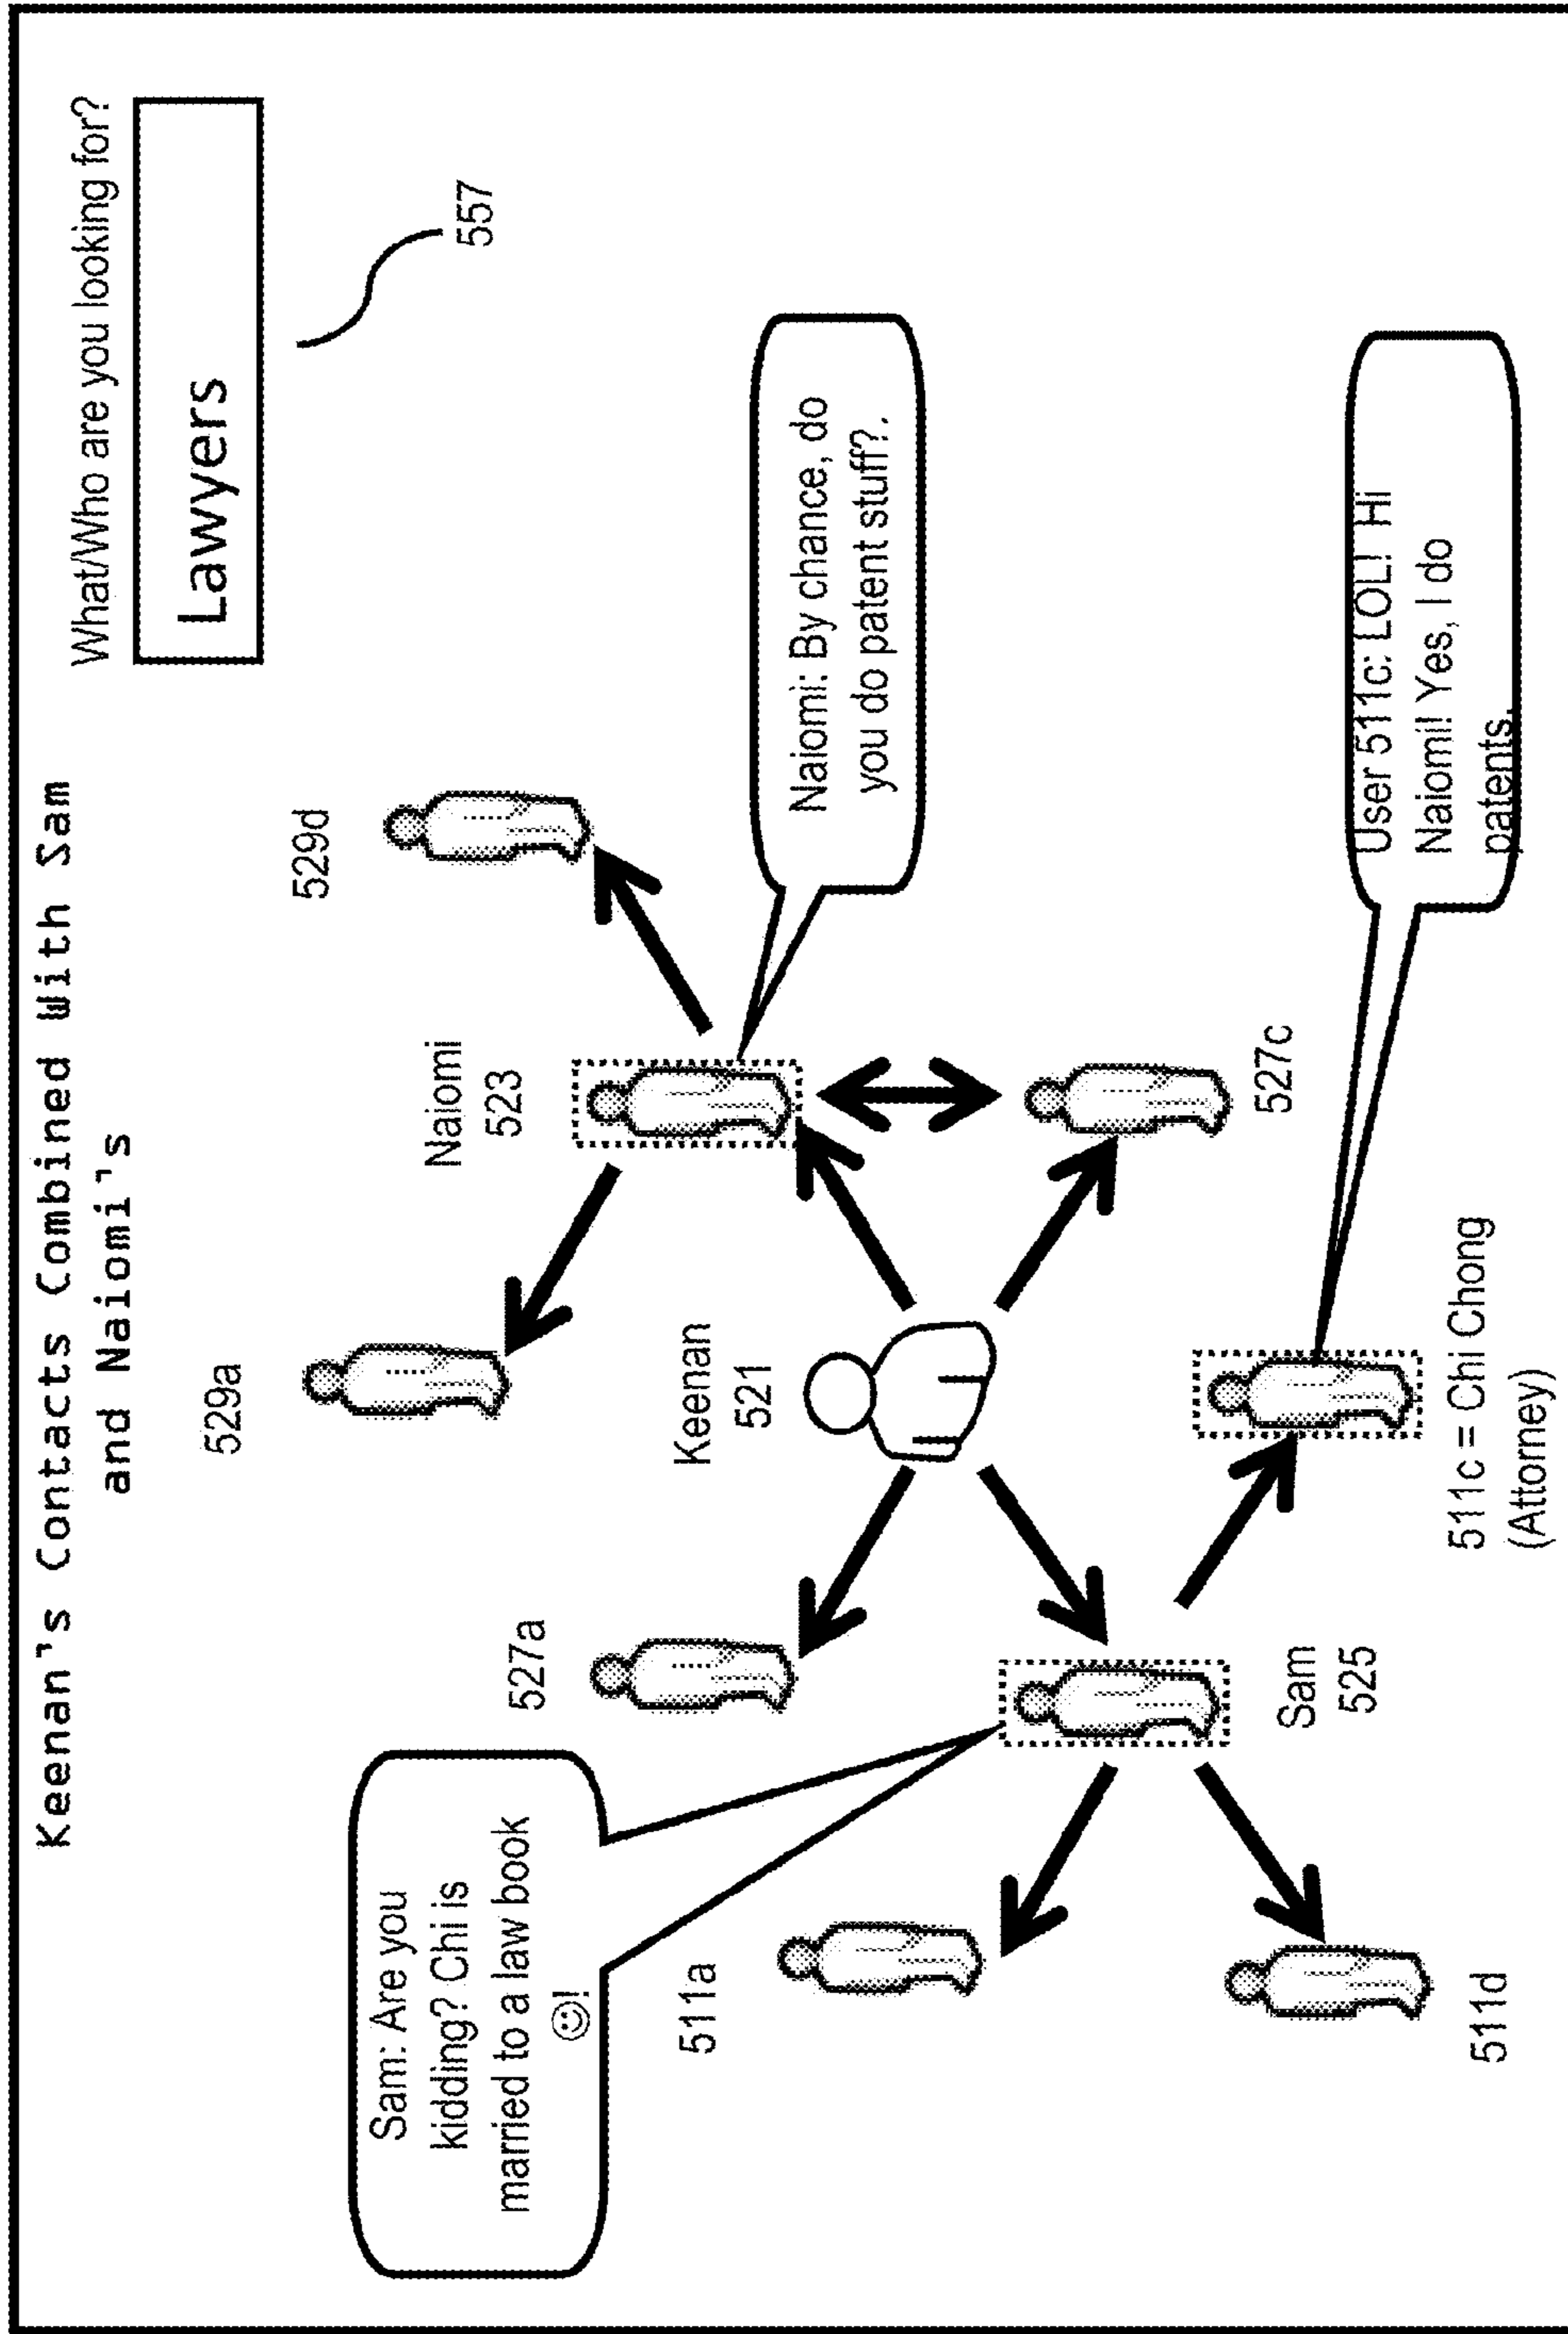 Keenan's Contacts Combined With Sam
and Naiomi's
What/Who are you looking for?
Lawyers
557
529a
529d
Naiomi
523
Sam: Are you
kidding? Chi is
married to a law book
☺!
527a
Keenan
521
Naiomi: By chance, do
you do patent stuff?.
511a
527c
Sam
525
511d
511c = Chi Chong
(Attorney)
User 511c: LOL! Hi
Naiomi! Yes, I do
patents.